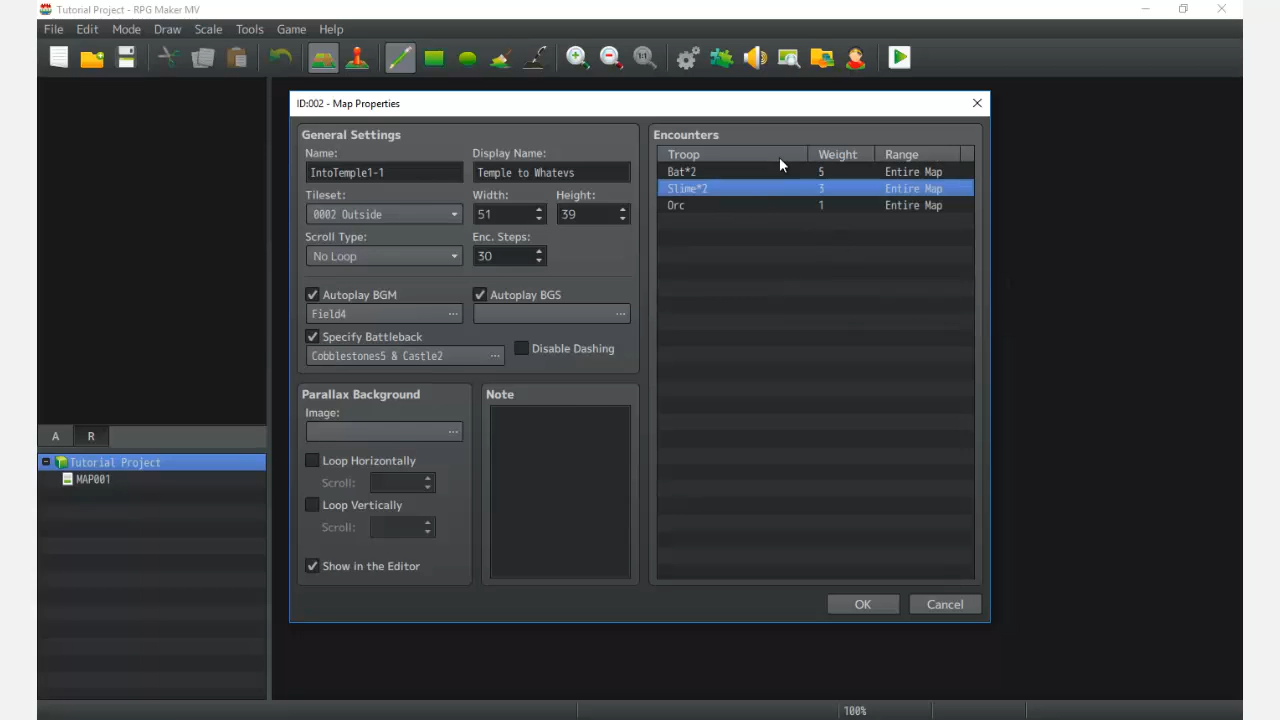 Tutorial Project - RPG Maker MV
File Edit Mode Draw Scale Tools Game Help
1:1
ID:002 - Map Properties
General Settings
Name:
Display Name:
IntoTemple1-1
Temple to Whatevs
Tileset:
Width:
Height:
0002 Outside
51
39
Scroll Type:
Enc. Steps:
No Loop
30
Autoplay BGM
Autoplay BGS
Field4 ...
...
Specify Battleback
Cobblestones5 & Castle2 ...
Disable Dashing
Parallax Background
Image:
...
Loop Horizontally
Scroll:
Loop Vertically
Scroll:
Show in the Editor
Note
Encounters
Troop Weight Range
Bat*2 5 Entire Map
Slime*2 3 Entire Map
Orc 1 Entire Map
OK Cancel
A R
Tutorial Project
MAP001
100%